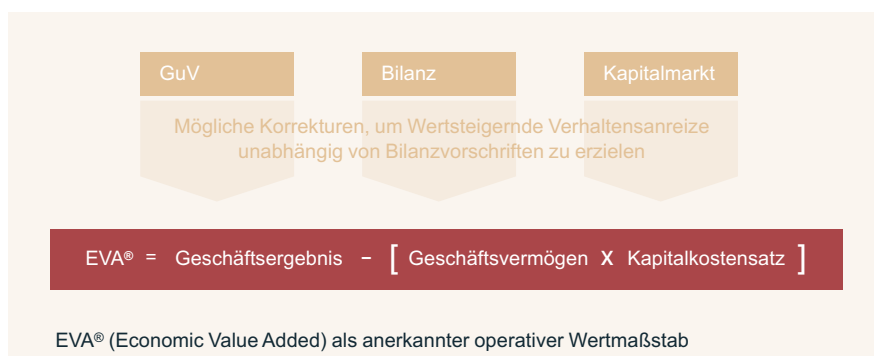 GuV Bilanz Kapitalmarkt
Mögliche Korrekturen, um Wertsteigernde Verhaltensanreize
unabhängig von Bilanzvorschriften zu erzielen
EVA® = Geschäftsergebnis – [ Geschäftsvermögen X Kapitalkostensatz ]
EVA® (Economic Value Added) als anerkannter operativer Wertmaßstab